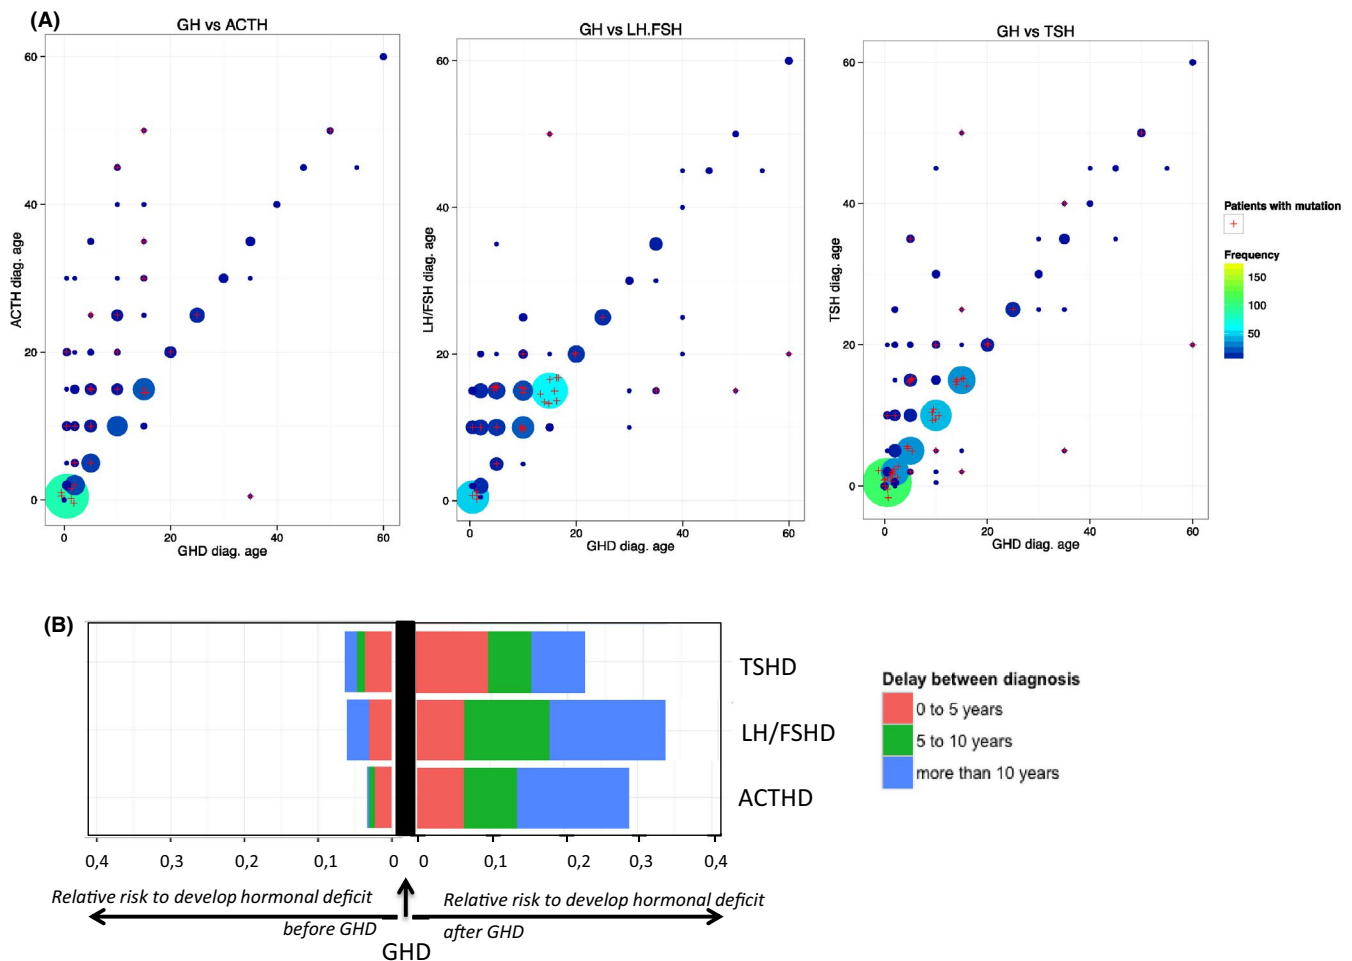 (A)
GH vs ACTH
GH vs LH.FSH
GH vs TSH
ACTH diag. age
60
40
20
0
0 20 40 60
GHD diag. age
LH/FSH diag. age
60
40
20
0
0 20 40 60
GHD diag. age
TSH diag. age
60
40
20
0
0 20 40 60
GHD diag. age
Patients with mutation
Frequency
150
100
50
(B)
TSHD
LH/FSHD
ACTHD
Delay between diagnosis
0 to 5 years
5 to 10 years
more than 10 years
0,4 0,3 0,2 0,1 0 0 0,1 0,2 0,3 0,4
Relative risk to develop hormonal deficit
before GHD
Relative risk to develop hormonal deficit
after GHD
GHD